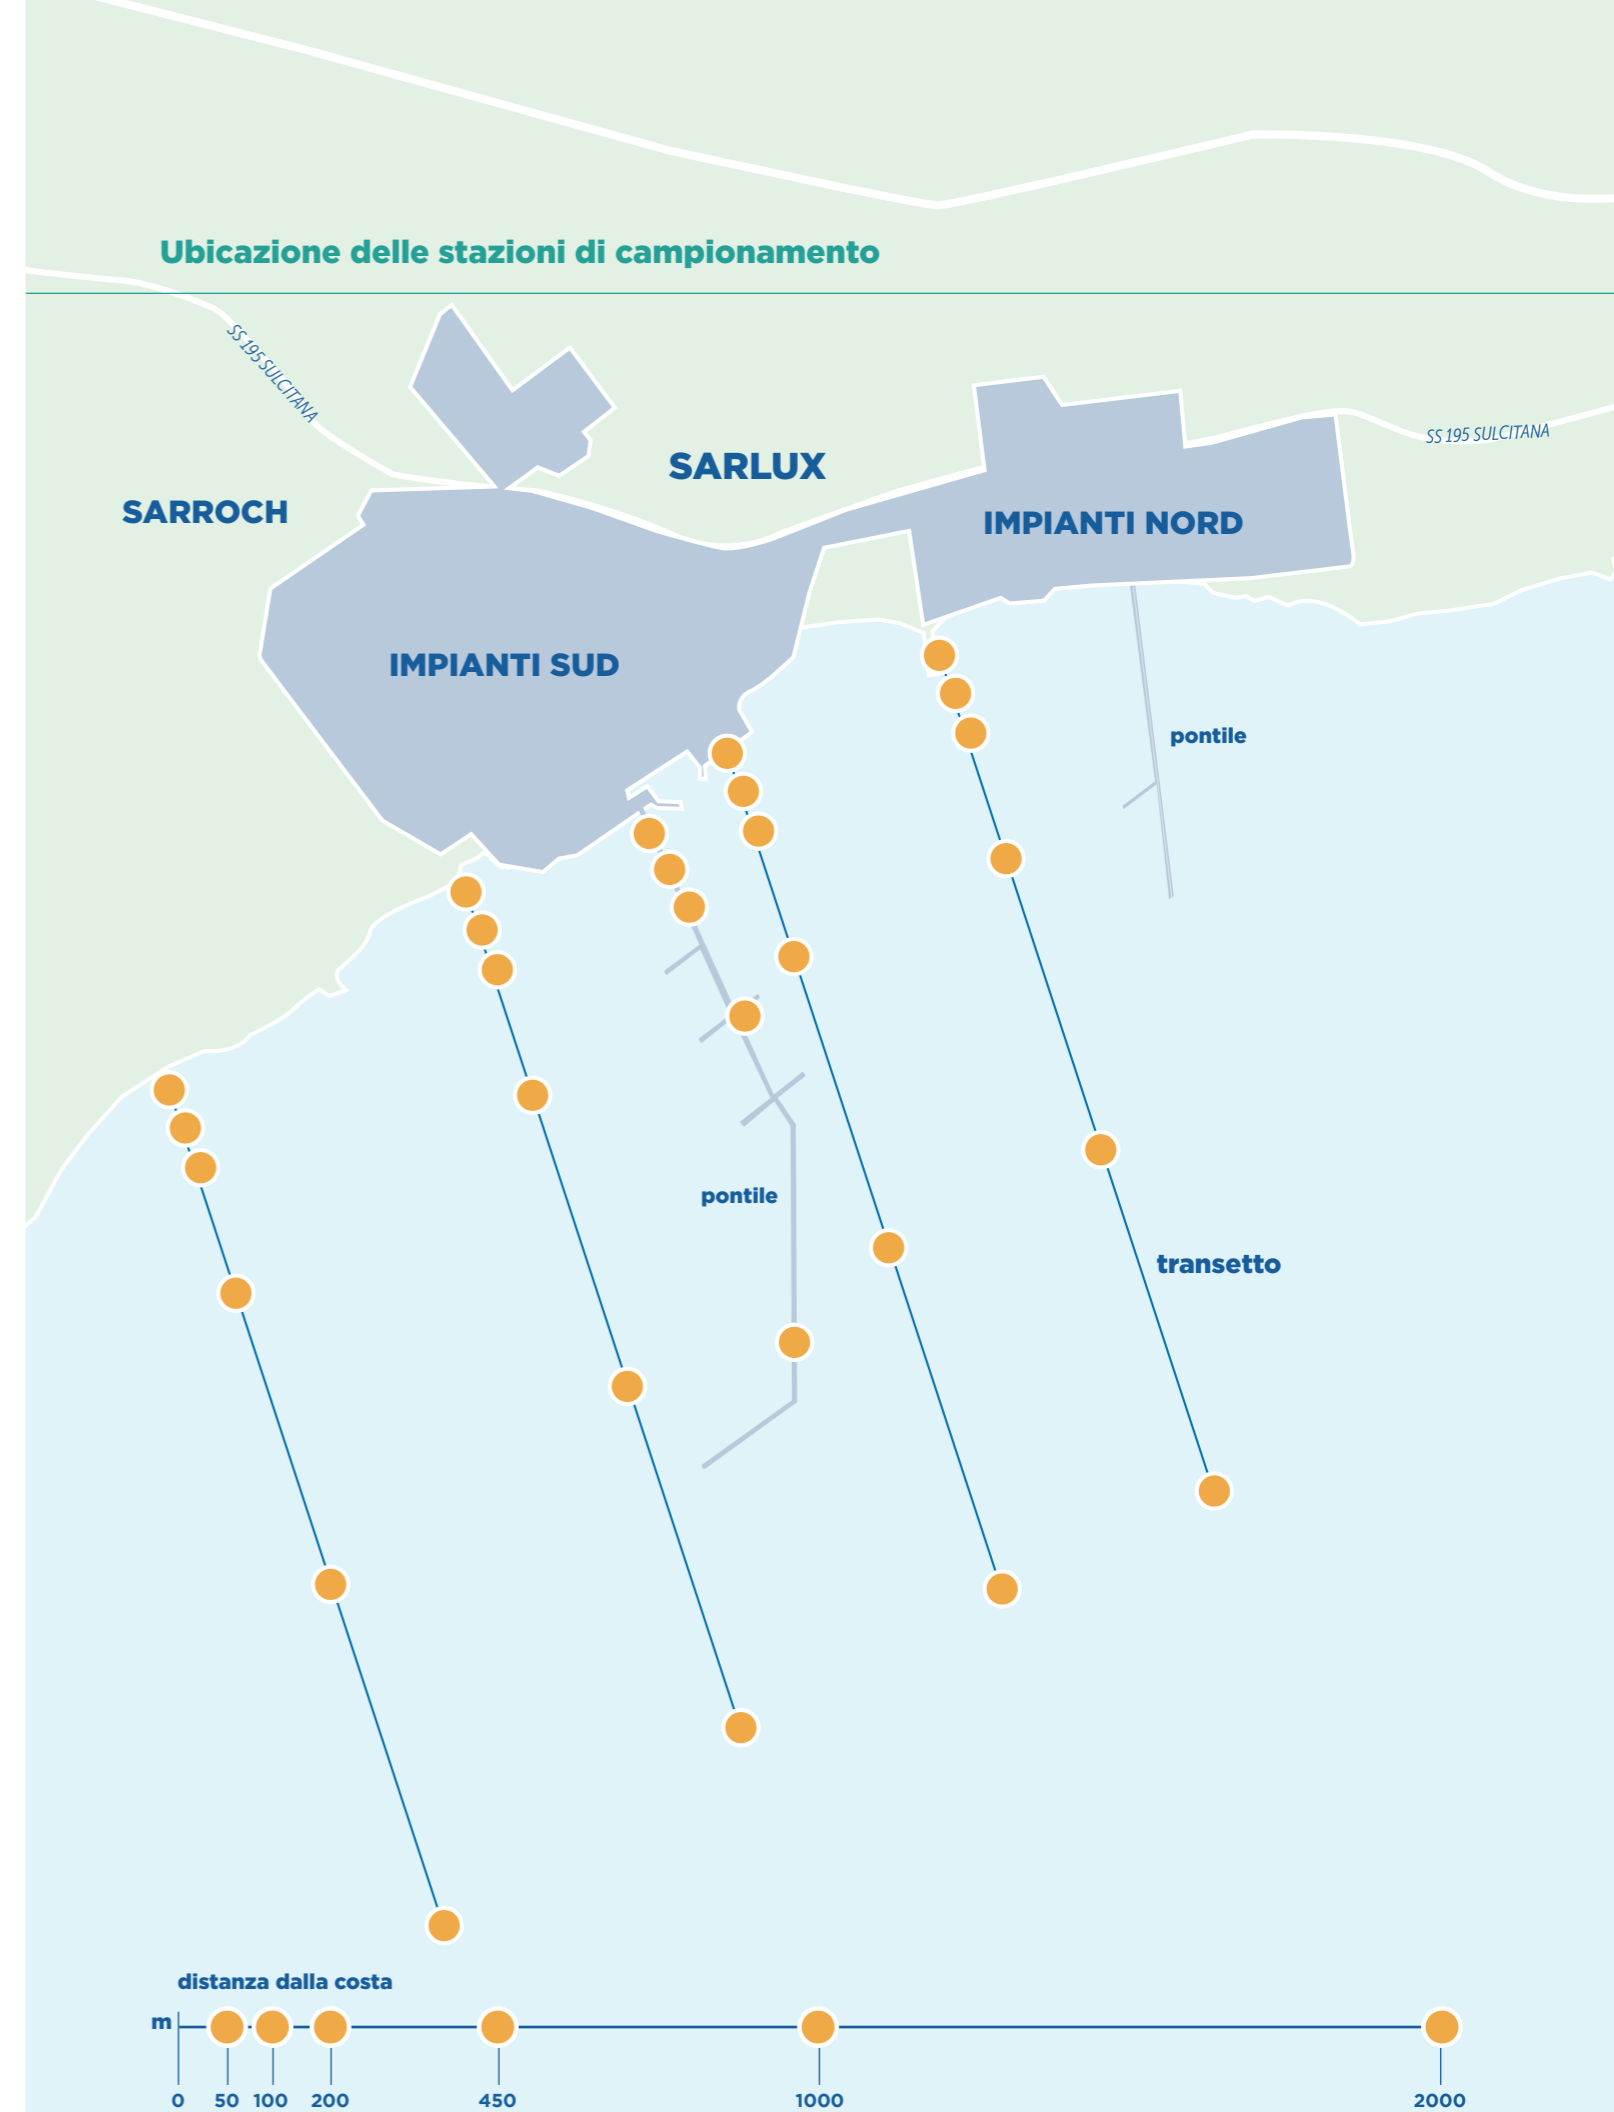 Ubicazione delle stazioni di campionamento
SS 195 SULCITANA
SS 195 SULCITANA
SARLUX
SARROCH
IMPIANTI NORD
IMPIANTI SUD
pontile
pontile
transetto
distanza dalla costa
m
0 50 100 200 450 1000 2000